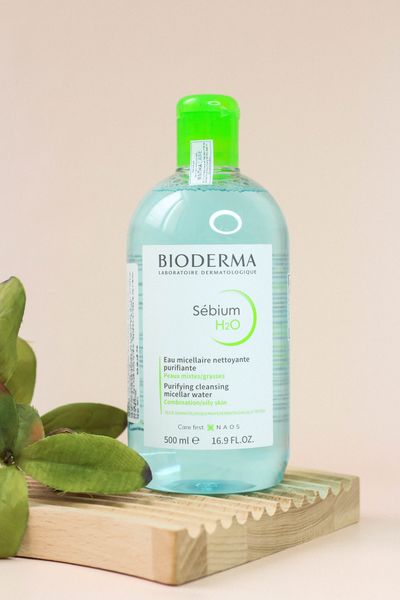 BIODERMA
LABORATOIRE DERMATOLOGIQUE
Sébium
H2O
Eau micellaire nettoyante
purifiante
Peaux mixtes/grasses
Purifying cleansing
micellar water
Combination/oily skin
Care first NAOS
500 ml ℮ 16.9 FL.OZ.